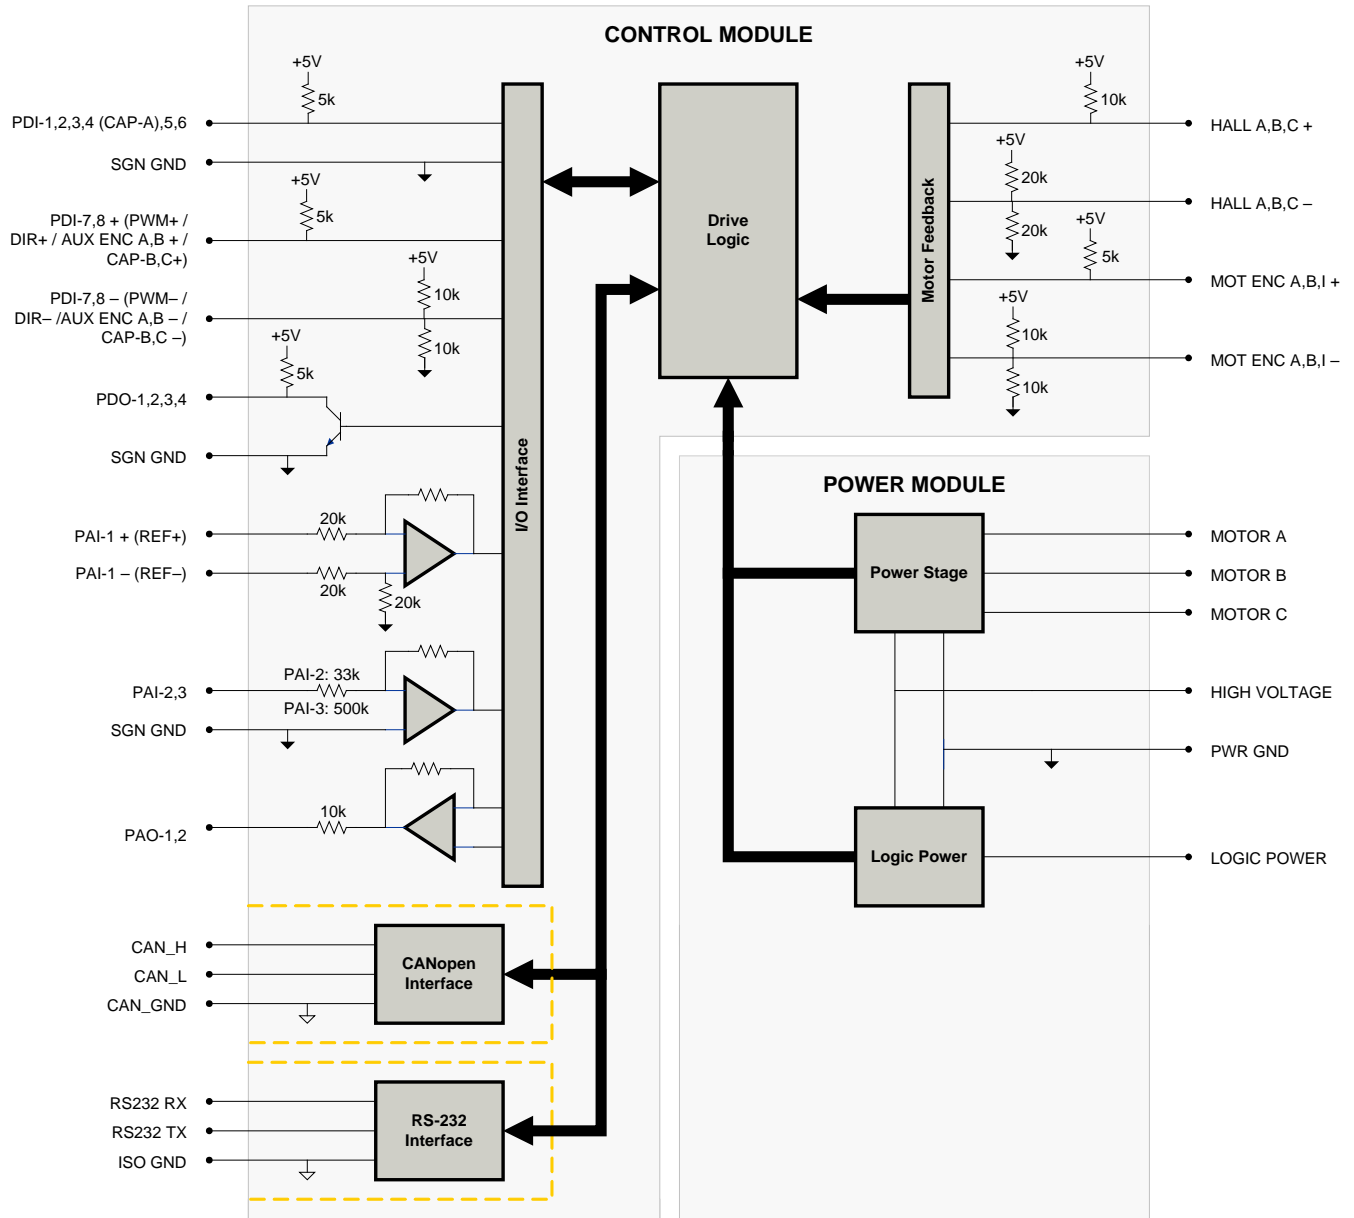 CONTROL MODULE
+5V
5k
PDI-1,2,3,4 (CAP-A),5,6
SGN GND
+5V
5k
PDI-7,8 + (PWM+ /
DIR+ / AUX ENC A,B + /
CAP-B,C+)
+5V
10k
PDI-7,8 – (PWM– /
DIR– /AUX ENC A,B – /
CAP-B,C –)
10k
+5V
5k
PDO-1,2,3,4
SGN GND
20k
PAI-1 + (REF+)
PAI-1 – (REF–)
20k
20k
PAI-2: 33k
PAI-2,3
PAI-3: 500k
SGN GND
10k
PAO-1,2
I/O Interface
Drive
Logic
Motor Feedback
+5V
10k
HALL A,B,C +
+5V
20k
HALL A,B,C –
20k
+5V
5k
MOT ENC A,B,I +
+5V
10k
MOT ENC A,B,I –
10k
POWER MODULE
Power Stage
MOTOR A
MOTOR B
MOTOR C
HIGH VOLTAGE
PWR GND
Logic Power
LOGIC POWER
CAN_H
CAN_L
CAN_GND
CANopen
Interface
RS232 RX
RS232 TX
ISO GND
RS-232
Interface